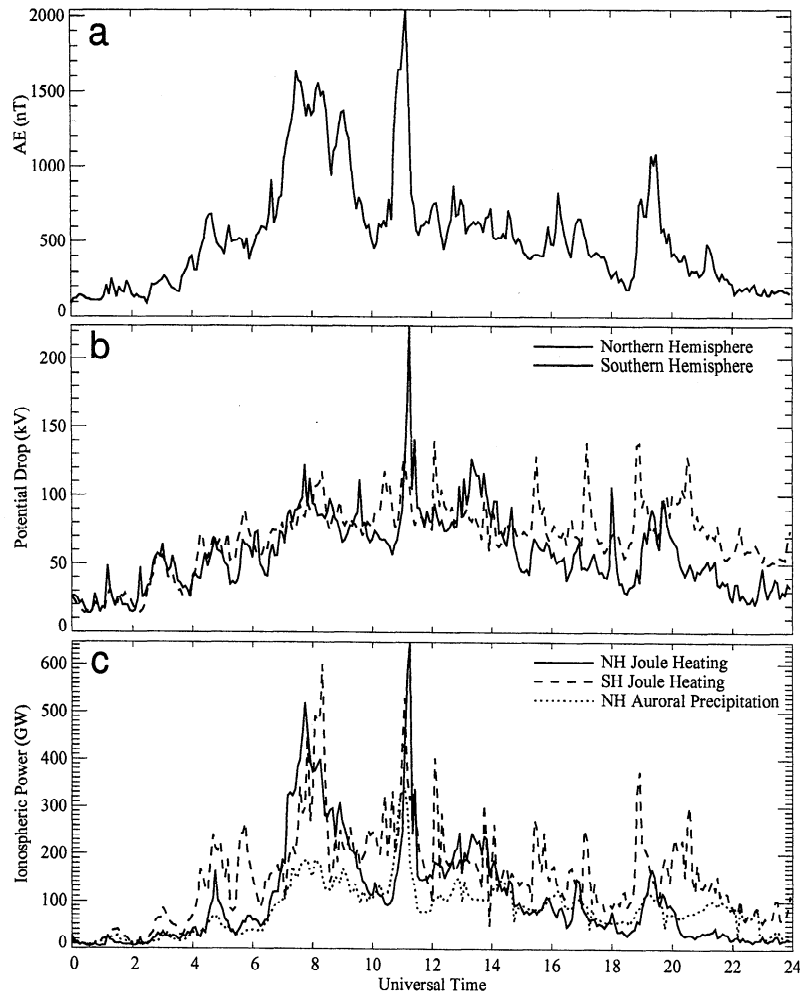 a
2000
1500
1000
500
0
AE (nT)
b
Northern Hemisphere
Southern Hemisphere
200
150
100
50
0
Potential Drop (kV)
c
NH Joule Heating
SH Joule Heating
NH Auroral Precipitation
600
500
400
300
200
100
0
Ionospheric Power (GW)
0 2 4 6 8 10 12 14 16 18 20 22 24
Universal Time